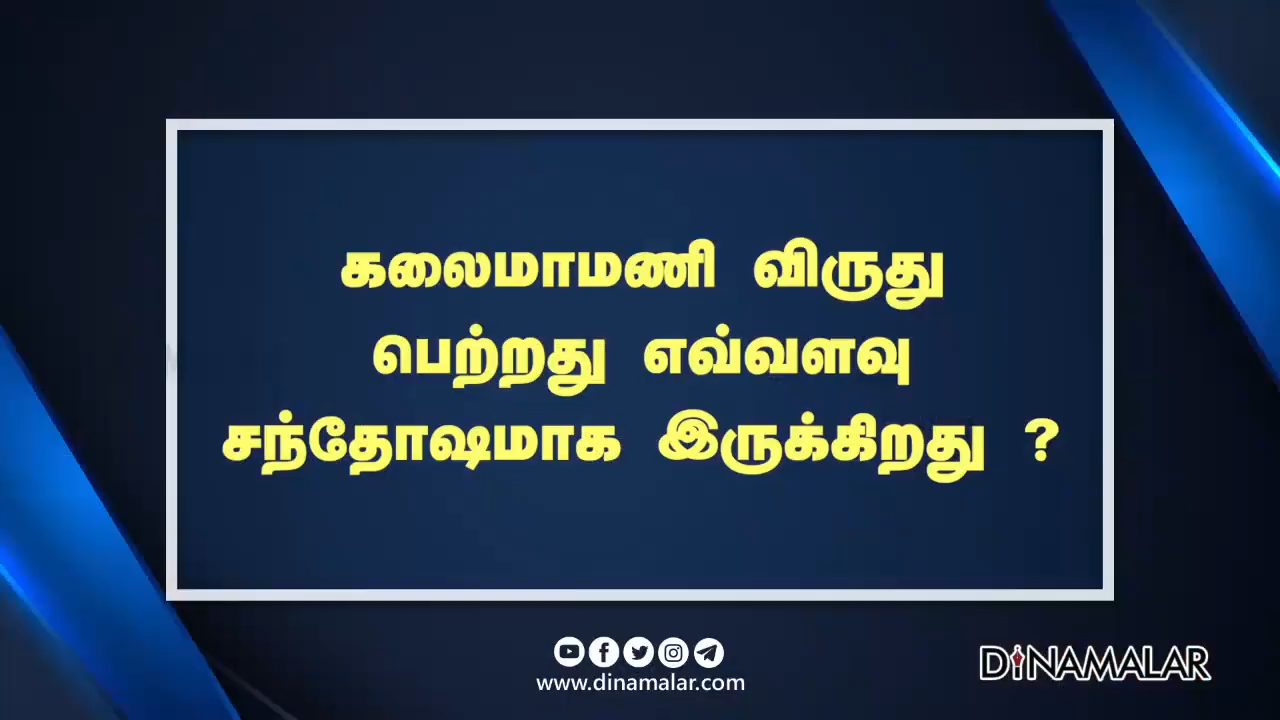 கலைமாமணி விருது
பெற்றது எவ்வளவு
சந்தோஷமாக இருக்கிறது ?
www.dinamalar.com
DINAMALAR